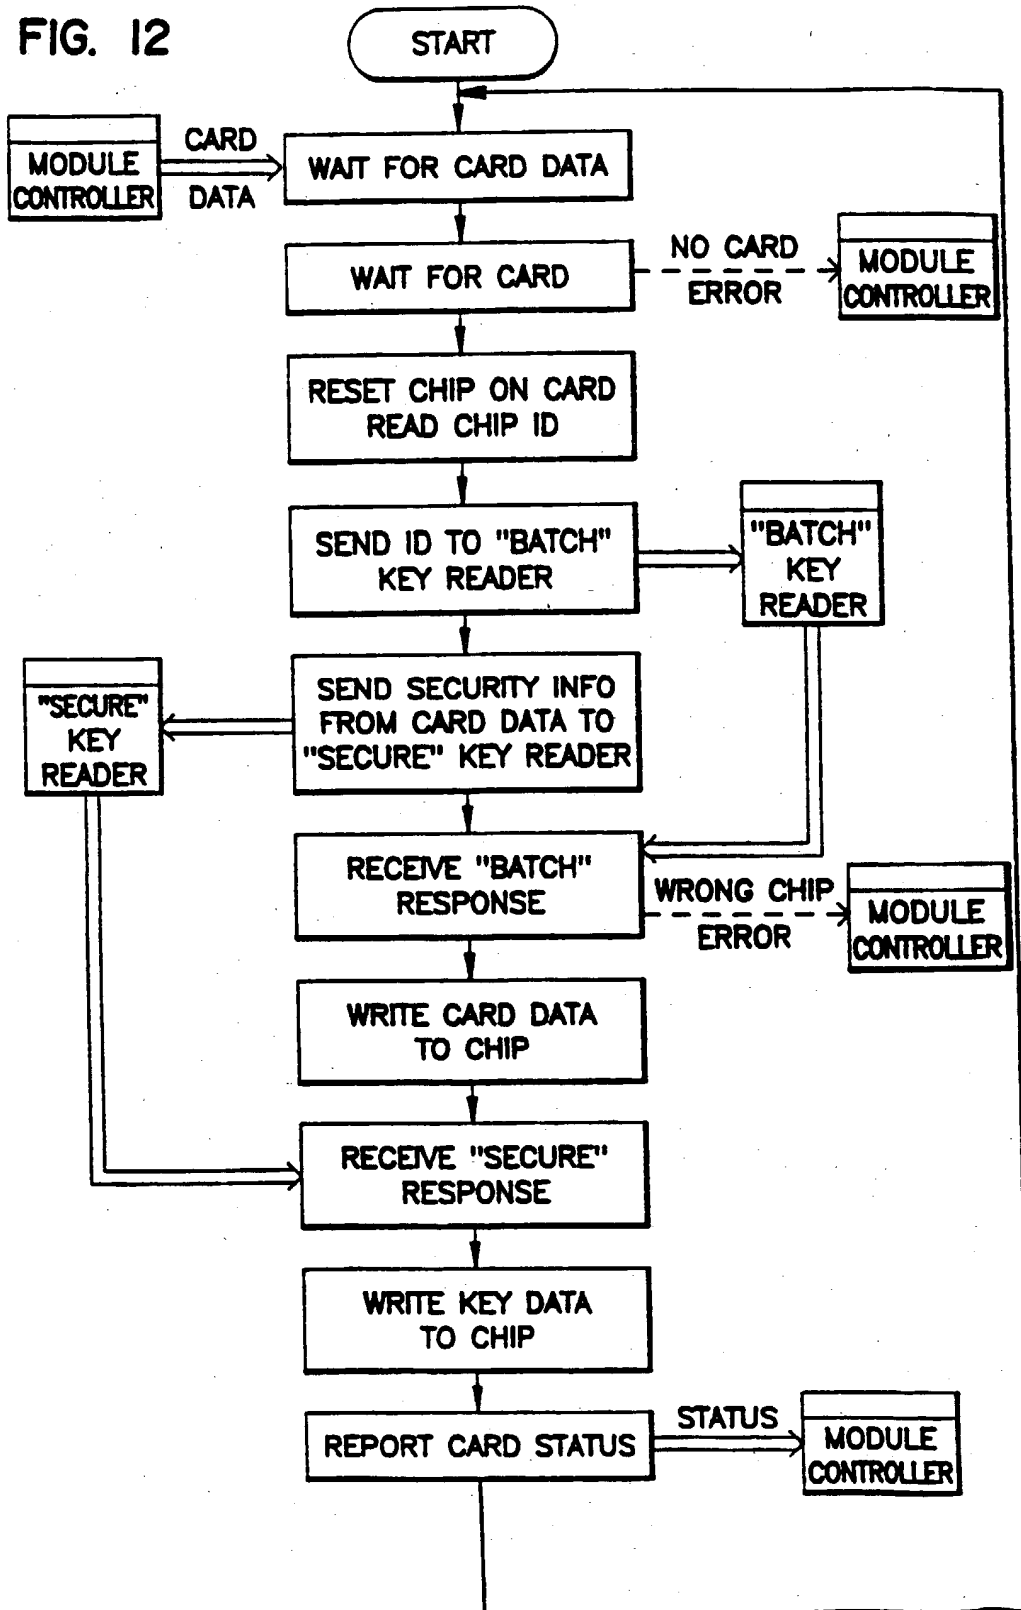 FIG. 12
START
MODULE
CONTROLLER
CARD
DATA
WAIT FOR CARD DATA
WAIT FOR CARD
NO CARD
ERROR
MODULE
CONTROLLER
RESET CHIP ON CARD
READ CHIP ID
SEND ID TO "BATCH"
KEY READER
"BATCH"
KEY
READER
SEND SECURITY INFO
FROM CARD DATA TO
"SECURE" KEY READER
"SECURE"
KEY
READER
RECEIVE "BATCH"
RESPONSE
WRONG CHIP
ERROR
MODULE
CONTROLLER
WRITE CARD DATA
TO CHIP
RECEIVE "SECURE"
RESPONSE
WRITE KEY DATA
TO CHIP
REPORT CARD STATUS
STATUS
MODULE
CONTROLLER